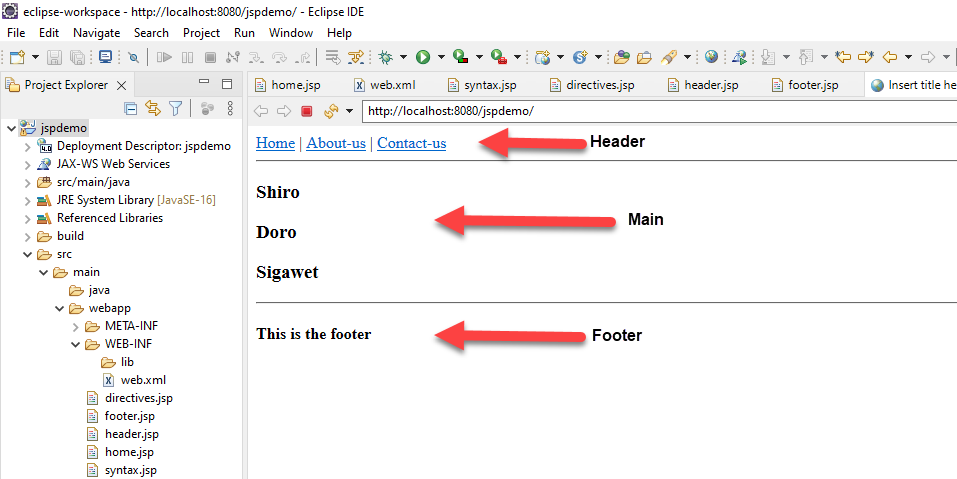 eclipse-workspace - http://localhost:8080/jspdemo/ - Eclipse IDE
File Edit Navigate Search Project Run Window Help
Project Explorer
home.jsp web.xml syntax.jsp directives.jsp header.jsp footer.jsp Insert title he
http://localhost:8080/jspdemo/
jspdemo
Deployment Descriptor: jspdemo
JAX-WS Web Services
src/main/java
JRE System Library [JavaSE-16]
Referenced Libraries
build
src
main
java
webapp
META-INF
WEB-INF
lib
web.xml
directives.jsp
footer.jsp
header.jsp
home.jsp
syntax.jsp
Home | About-us | Contact-us
Header
Shiro
Doro
Sigawet
Main
This is the footer
Footer